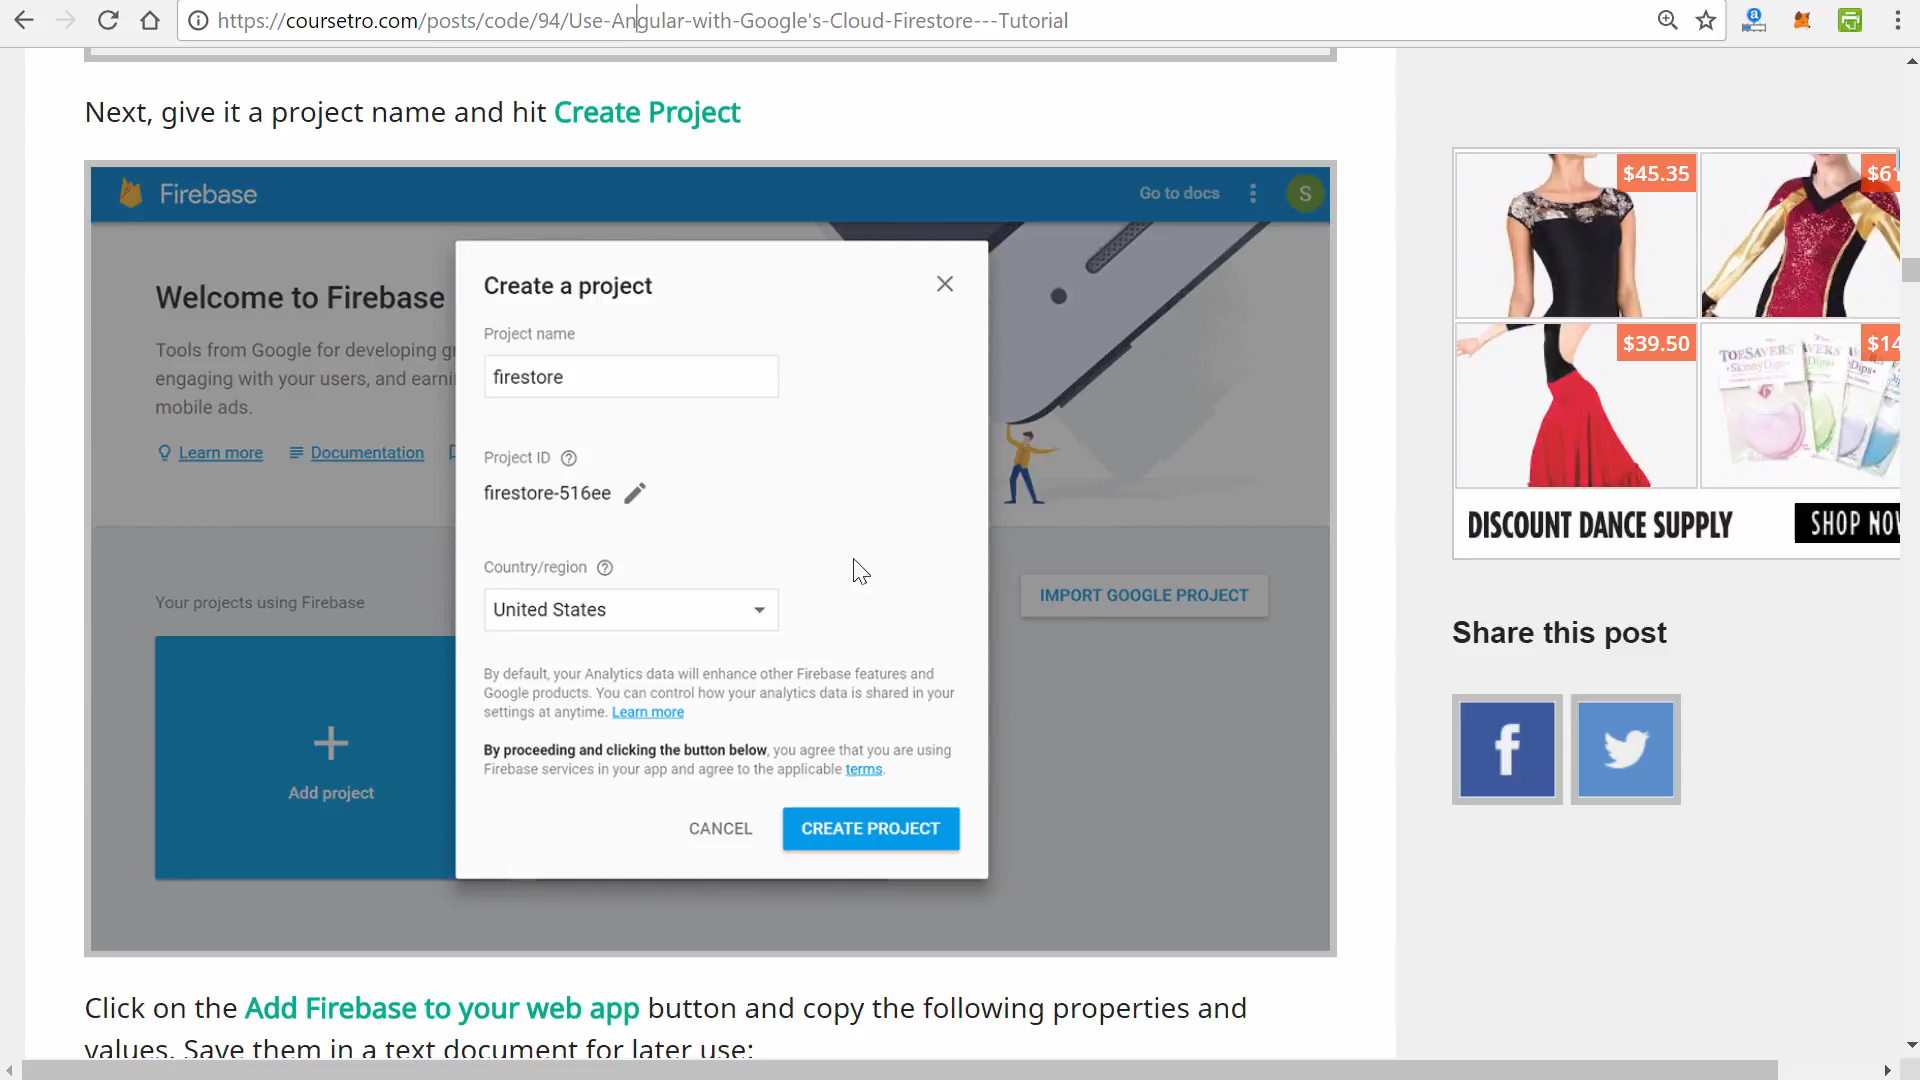 https://coursetro.com/posts/code/94/Use-Angular-with-Google's-Cloud-Firestore---Tutorial
Next, give it a project name and hit Create Project
Firebase
Go to docs
S
Welcome to Firebase
Tools from Google for developing gr
engaging with your users, and earni
mobile ads.
Learn more
Documentation
Your projects using Firebase
Add project
Create a project
Project name
firestore
Project ID
firestore-516ee
Country/region
United States
By default, your Analytics data will enhance other Firebase features and
Google products. You can control how your analytics data is shared in your
settings at anytime. Learn more
By proceeding and clicking the button below, you agree that you are using
Firebase services in your app and agree to the applicable terms.
CANCEL
CREATE PROJECT
IMPORT GOOGLE PROJECT
Click on the Add Firebase to your web app button and copy the following properties and
values. Save them in a text document for later use:
$45.35
$61
$39.50
$14
TOESAVERS
SkinnyDips
DISCOUNT DANCE SUPPLY
SHOP NOW
Share this post